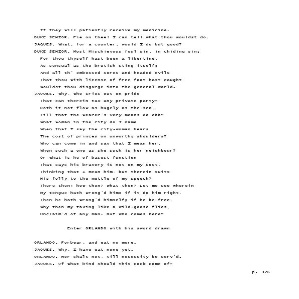 If they will patiently receive my medicine.
DUKE SENIOR. Fie on thee! I can tell what thou wouldst do.
JAQUES. What, for a counter, would I do but good?
DUKE SENIOR. Most mischievous foul sin, in chiding sin;
For thou thyself hast been a libertine,
As sensual as the brutish sting itself;
And all th' embossed sores and headed evils
That thou with license of free foot hast caught
Wouldst thou disgorge into the general world.
JAQUES. Why, who cries out on pride
That can therein tax any private party?
Doth it not flow as hugely as the sea,
Till that the wearer's very means do ebb?
What woman in the city do I name
When that I say the city-woman bears
The cost of princes on unworthy shoulders?
Who can come in and say that I mean her,
When such a one as she such is her neighbour?
Or what is he of basest function
That says his bravery is not on my cost,
Thinking that I mean him, but therein suits
His folly to the mettle of my speech?
There then! how then? what then? Let me see wherein
My tongue hath wrong'd him: if it do him right,
Then he hath wrong'd himself; if he be free,
Why then my taxing like a wild-goose flies,
Unclaim'd of any man. But who comes here?
Enter ORLANDO with his sword drawn
ORLANDO. Forbear, and eat no more.
JAQUES. Why, I have eat none yet.
ORLANDO. Nor shalt not, till necessity be serv'd.
JAQUES. Of what kind should this cock come of?